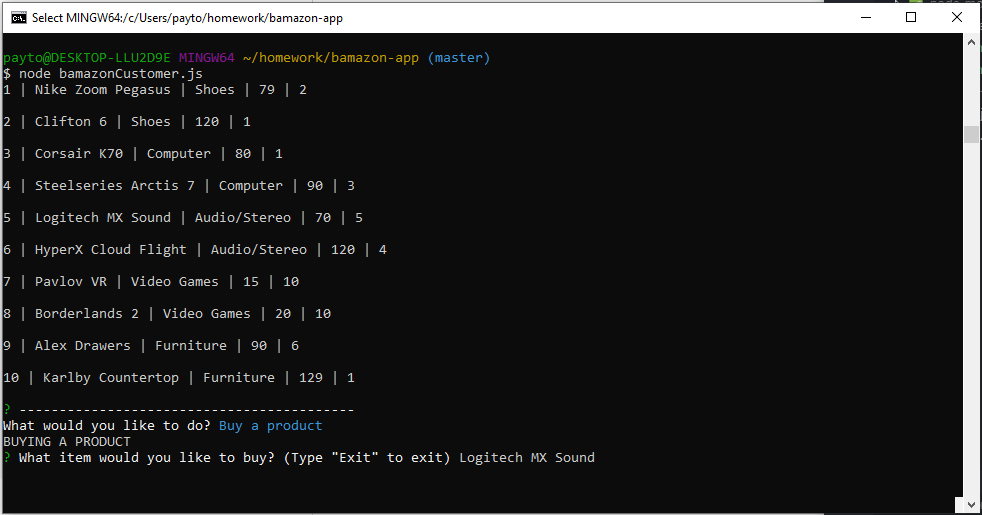 Select MINGW64:/c/Users/payto/homework/bamazon-app
payto@DESKTOP-LLU2D9E MINGW64 ~/homework/bamazon-app (master)
$ node bamazonCustomer.js
1 | Nike Zoom Pegasus | Shoes | 79 | 2
2 | Clifton 6 | Shoes | 120 | 1
3 | Corsair K70 | Computer | 80 | 1
4 | Steelseries Arctis 7 | Computer | 90 | 3
5 | Logitech MX Sound | Audio/Stereo | 70 | 5
6 | HyperX Cloud Flight | Audio/Stereo | 120 | 4
7 | Pavlov VR | Video Games | 15 | 10
8 | Borderlands 2 | Video Games | 20 | 10
9 | Alex Drawers | Furniture | 90 | 6
10 | Karlby Countertop | Furniture | 129 | 1
? ------------------------------------------
What would you like to do? Buy a product
BUYING A PRODUCT
? What item would you like to buy? (Type "Exit" to exit) Logitech MX Sound